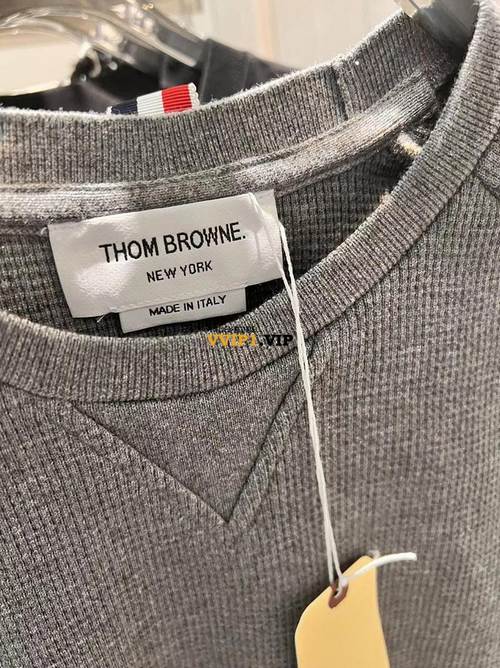 THOM BROWNE.
NEW YORK
MADE IN ITALY
VVIP1.VIP